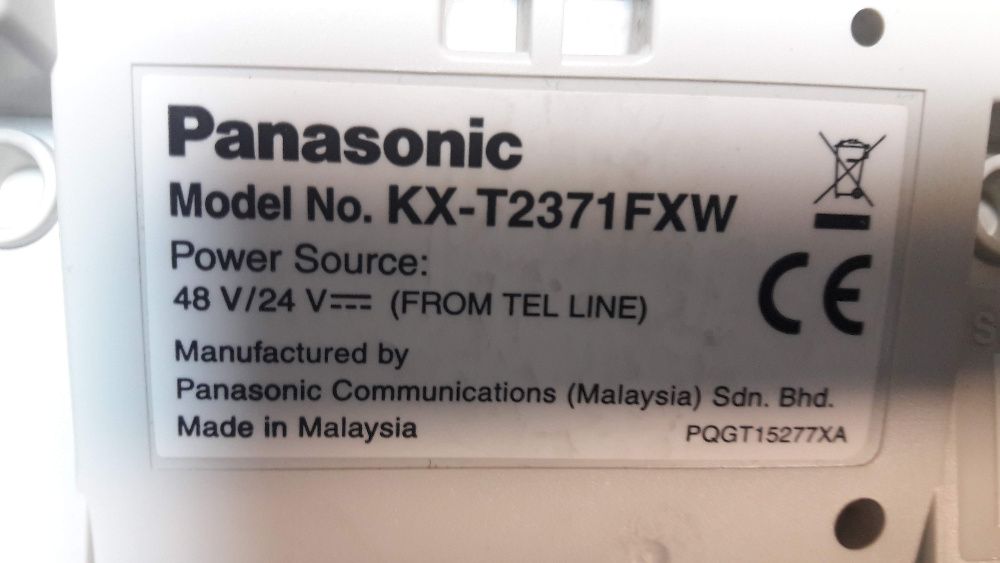 Panasonic
Model No. KX-T2371FXW
Power Source:
48 V/24 V⎓ (FROM TEL LINE)
CE
Manufactured by
Panasonic Communications (Malaysia) Sdn. Bhd.
Made in Malaysia
PQGT15277XA